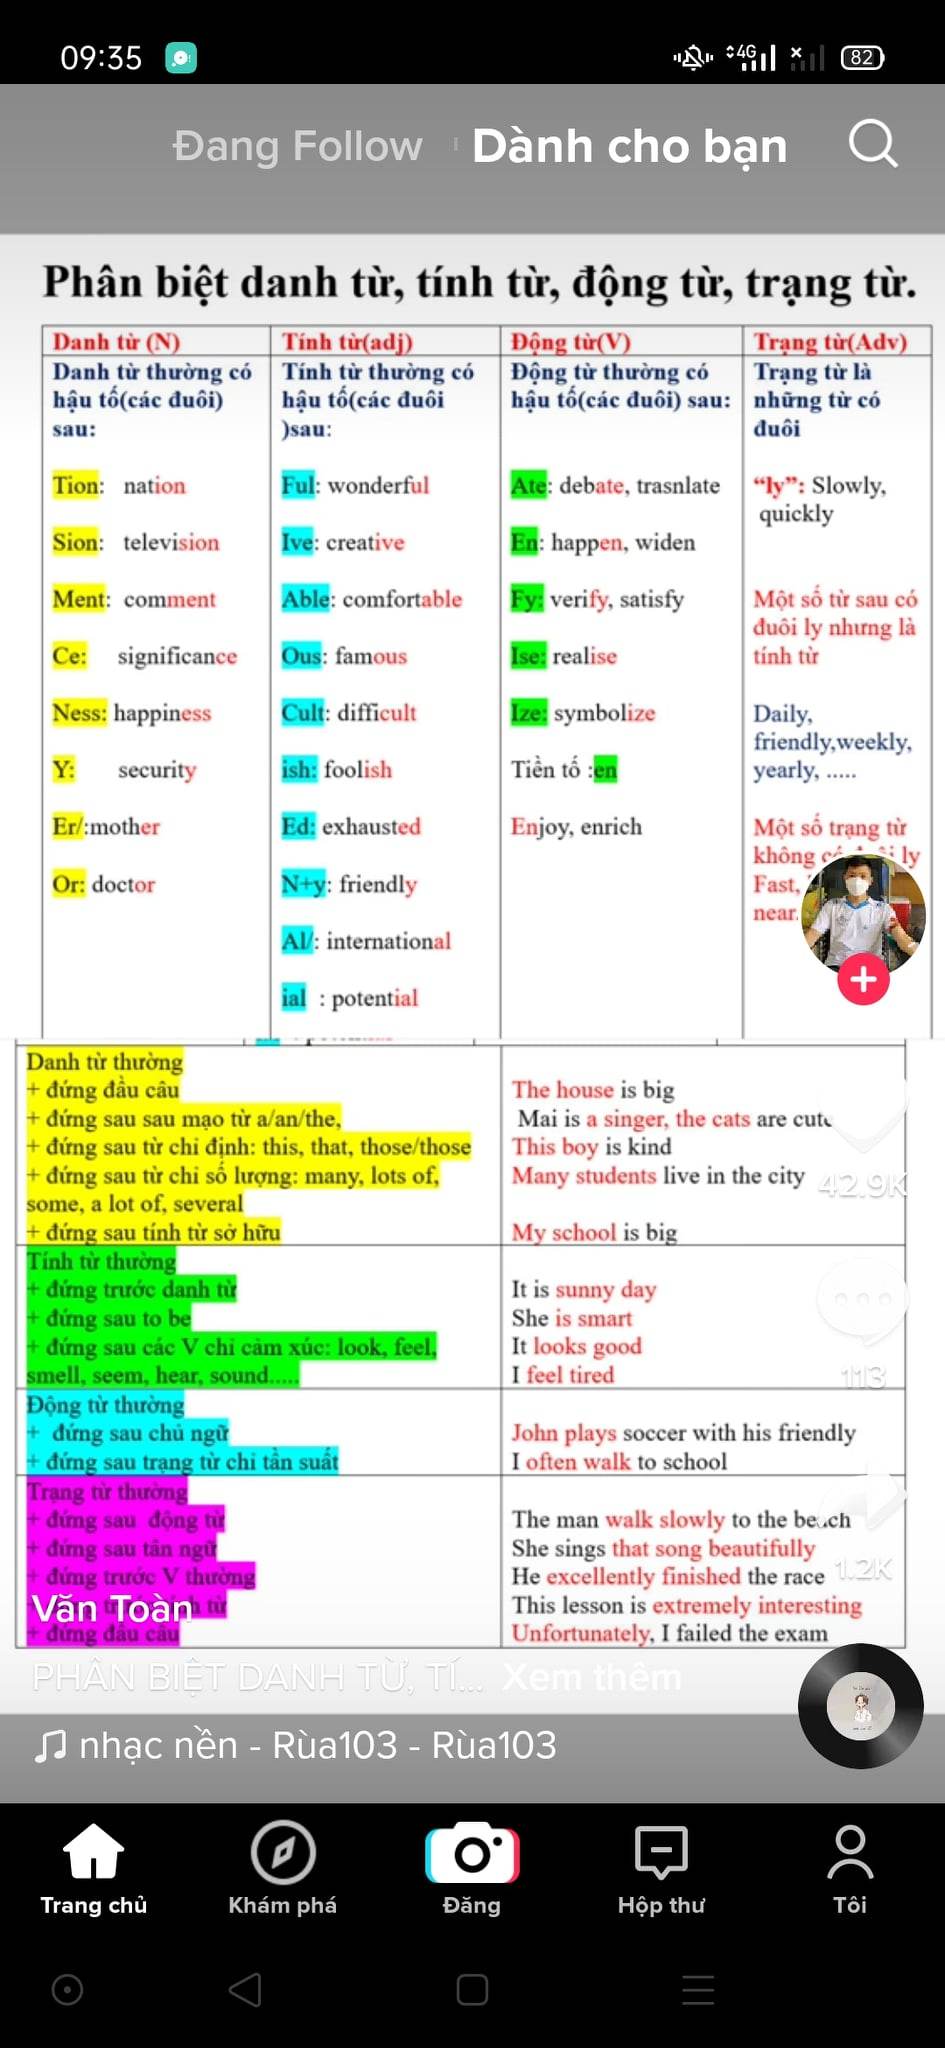 09:35
4G
82
Đang Follow
Dành cho bạn
Phân biệt danh từ, tính từ, động từ, trạng từ.
Danh từ (N)
Danh từ thường có
hậu tố(các đuôi)
sau:
Tion: nation
Sion: television
Ment: comment
Ce: significance
Ness: happiness
Y: security
Er/:mother
Or: doctor
Tính từ(adj)
Tính từ thường có
hậu tố(các đuôi
)sau:
Ful: wonderful
Ive: creative
Able: comfortable
Ous: famous
Cult: difficult
ish: foolish
Ed: exhausted
N+y: friendly
Al/: international
ial : potential
Động từ(V)
Động từ thường có
hậu tố(các đuôi) sau:
Ate: debate, trasnlate
En: happen, widen
Fy: verify, satisfy
Ise: realise
Ize: symbolize
Tiền tố :en
Enjoy, enrich
Trạng từ(Adv)
Trạng từ là
những từ có
đuôi
“ly”: Slowly,
quickly
Một số từ sau có
đuôi ly nhưng là
tính từ
Daily,
friendly,weekly,
yearly, .....
Một số trạng từ
không ly
Fast,
near.
Danh từ thường
+ đứng đầu câu
+ đứng sau sau mạo từ a/an/the,
+ đứng sau từ chỉ định: this, that, those/those
+ đứng sau từ chỉ số lượng: many, lots of,
some, a lot of, several
+ đứng sau tính từ sở hữu
The house is big
Mai is a singer, the cats are cute
This boy is kind
Many students live in the city
My school is big
42.9K
Tính từ thường
+ đứng trước danh từ
+ đứng sau to be
+ đứng sau các V chỉ cảm xúc: look, feel,
smell, seem, hear, sound.....
It is sunny day
She is smart
It looks good
I feel tired
113
Động từ thường
+ đứng sau chủ ngữ
+ đứng sau trạng từ chỉ tần suất
John plays soccer with his friendly
I often walk to school
Trạng từ thường
+ đứng sau động từ
+ đứng sau tân ngữ
+ đứng trước V thường
từ
+ đứng đầu câu
The man walk slowly to the beach
She sings that song beautifully
He excellently finished the race
This lesson is extremely interesting
Unfortunately, I failed the exam
1.2K
Văn Toàn
PHÂN BIỆT DANH TỪ, TÍ... Xem thêm
nhạc nền - Rùa103 - Rùa103
Trang chủ
Khám phá
Đăng
Hộp thư
Tôi